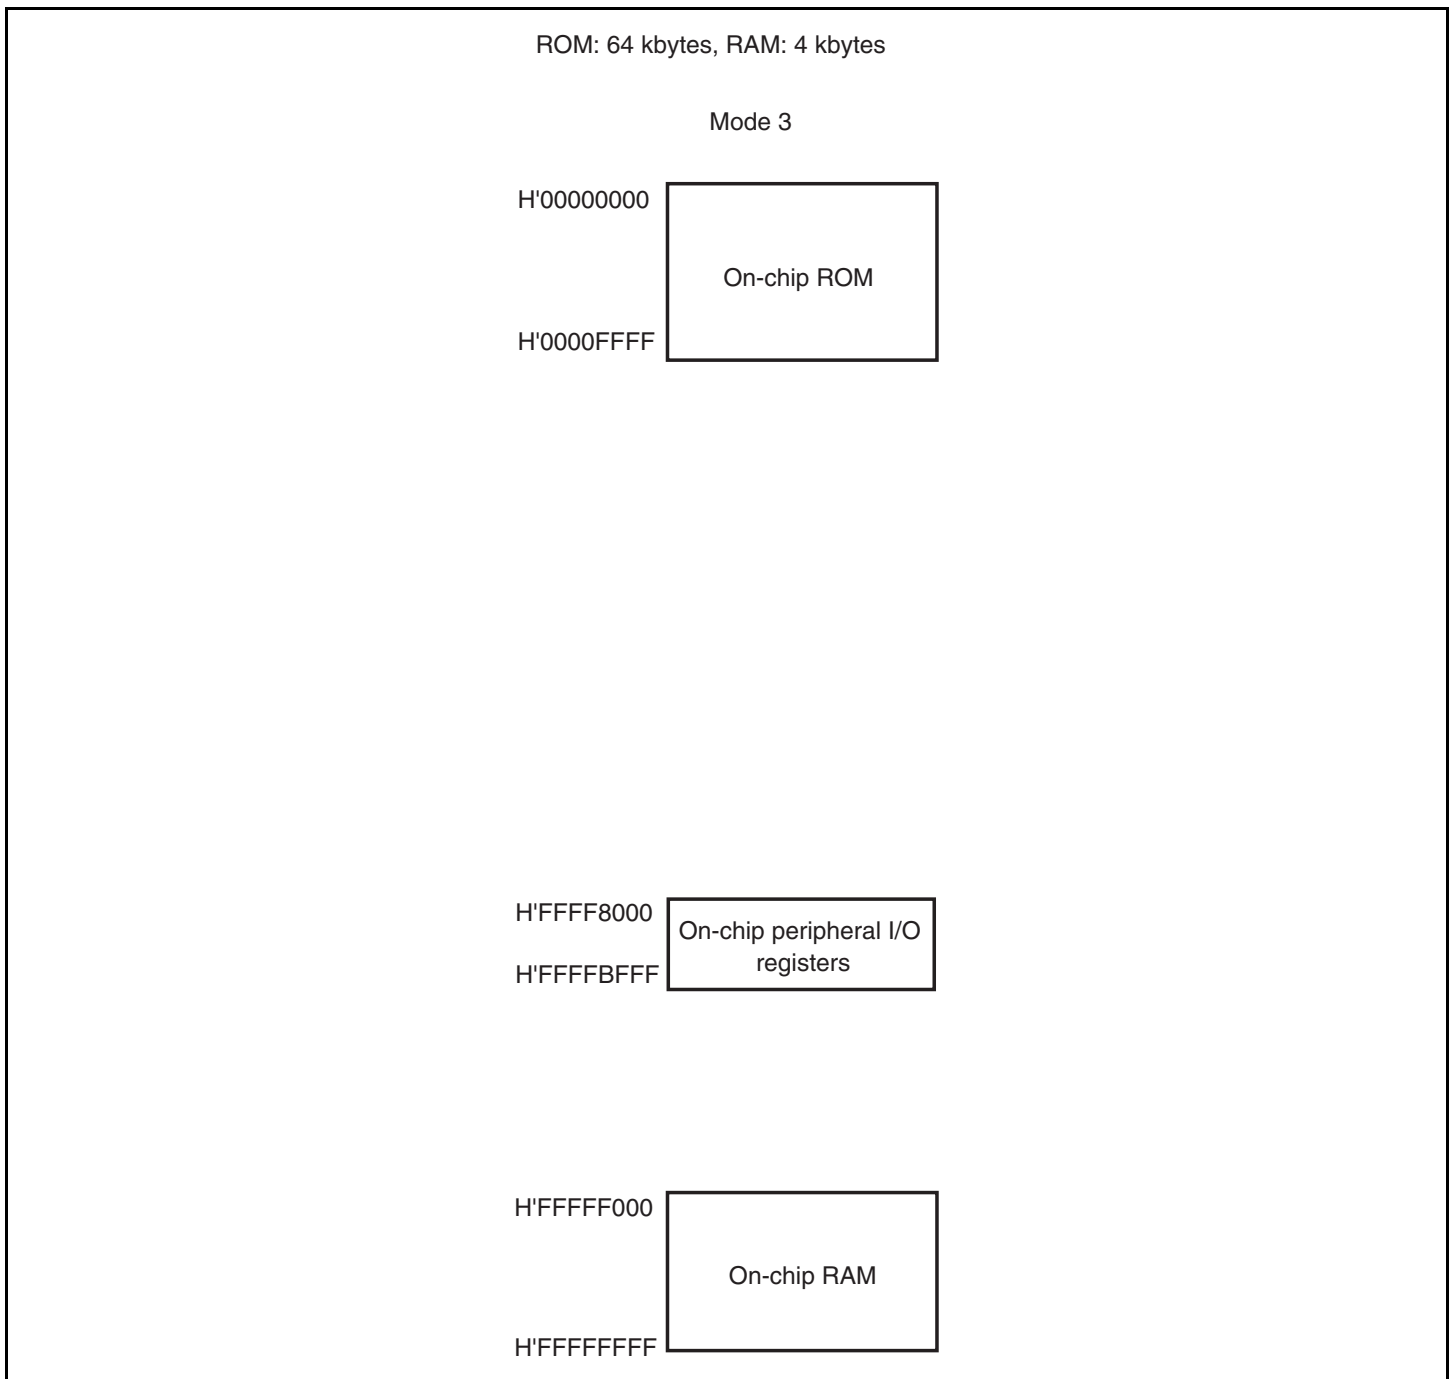 ROM: 64 kbytes, RAM: 4 kbytes
Mode 3
H'00000000
On-chip ROM
H'0000FFFF
H'FFFF8000
On-chip peripheral I/O
registers
H'FFFFBFFF
H'FFFFF000
On-chip RAM
H'FFFFFFFF